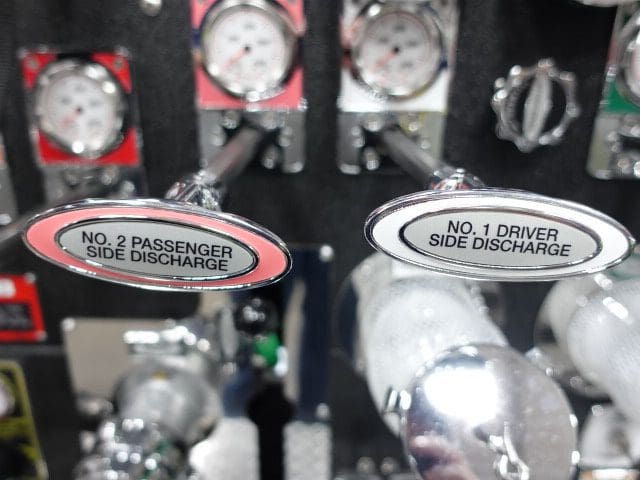 NO. 2 PASSENGER
SIDE DISCHARGE
NO. 1 DRIVER
SIDE DISCHARGE